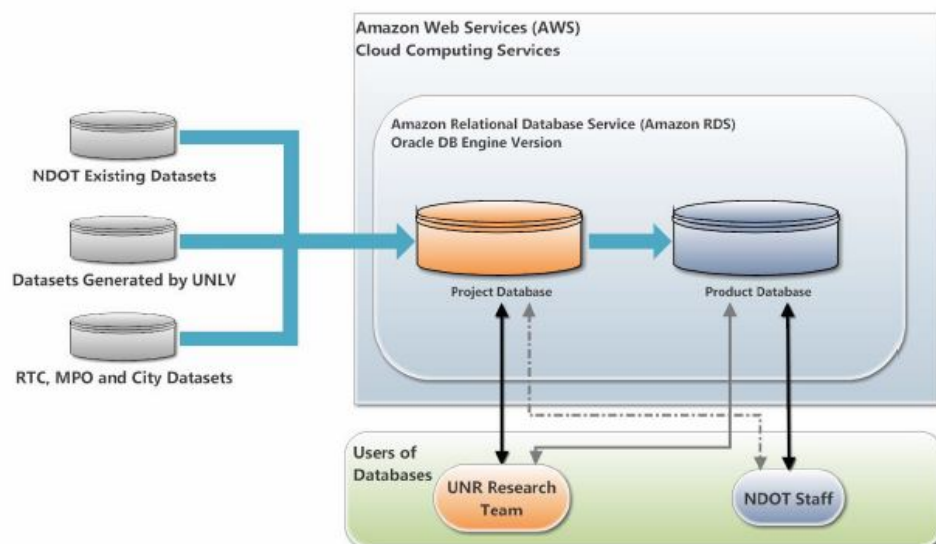 Amazon Web Services (AWS)
Cloud Computing Services
Amazon Relational Database Service (Amazon RDS)
Oracle DB Engine Version
NDOT Existing Datasets
Datasets Generated by UNLV
RTC, MPO and City Datasets
Project Database
Product Database
Users of
Databases
UNR Research
Team
NDOT Staff